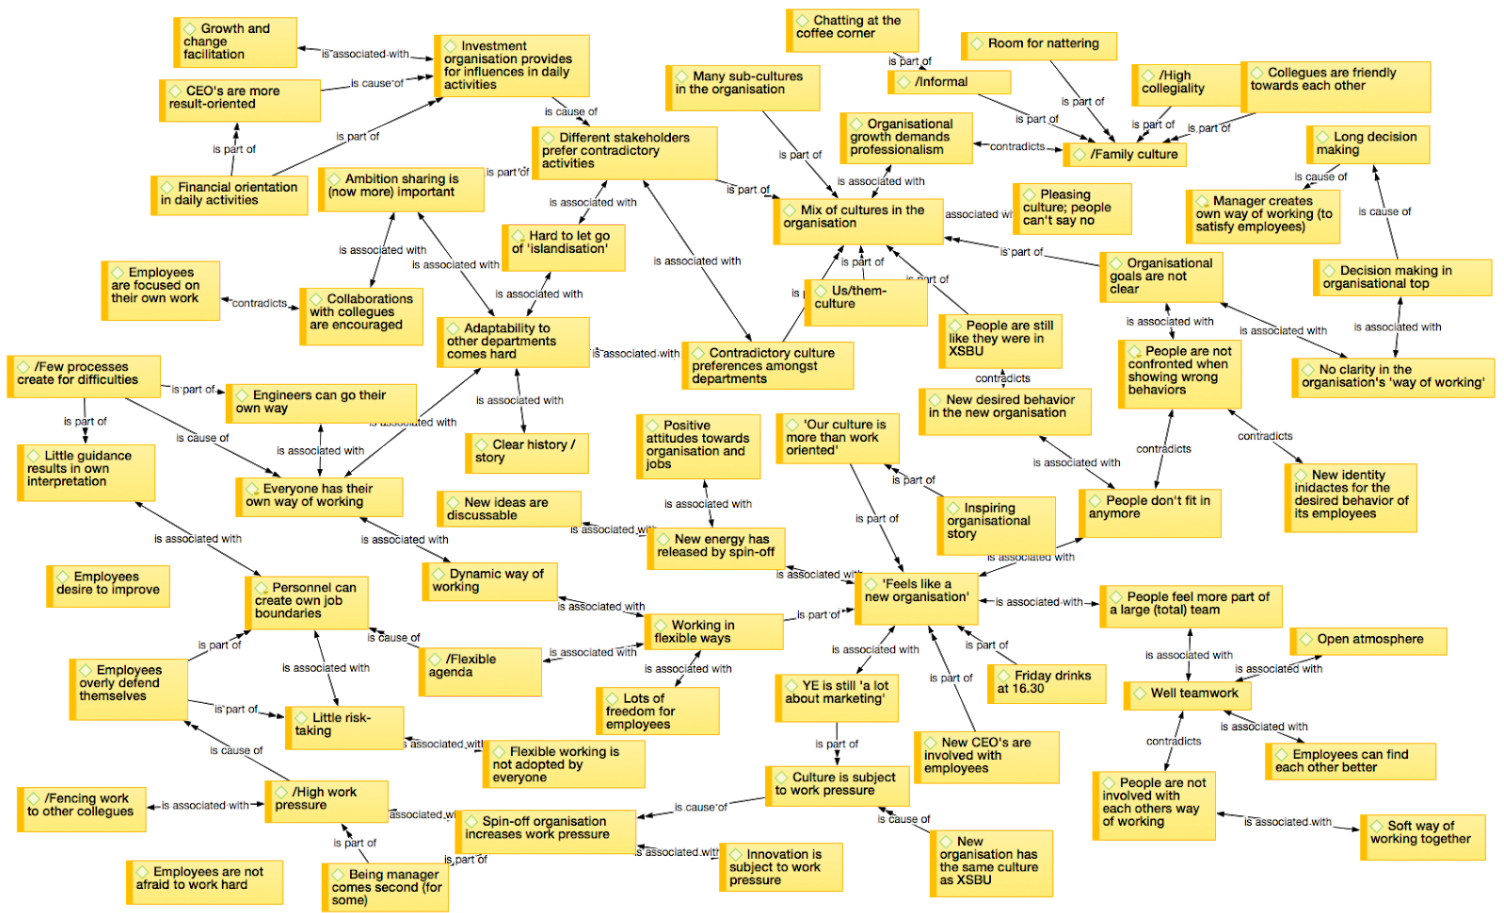 Growth and
change
facilitation
is associated with
Investment
organisation provides
for influences in daily
activities
CEO's are more
result-oriented
is cause of
is part of
is part of
Financial orientation
in daily activities
is cause of
Different stakeholders
prefer contradictory
activities
Ambition sharing is
(now more) important
is part of
is associated with
is part of
Hard to let go
of 'islandisation'
is associated with
is associated with
is associated with
is associated with
Employees
are focused on
their own work
contradicts
Collaborations
with collegues
are encouraged
Adaptability to
other departments
comes hard
is associated with
Contradictory culture
preferences amongst
departments
Chatting at the
coffee corner
is part of
Room for nattering
/Informal
Many sub-cultures
in the organisation
is part of
is part of
/High
collegiality
Collegues are friendly
towards each other
is part of
is part of
Organisational
growth demands
professionalism
contradicts
/Family culture
is part of
is associated with
Long decision
making
is cause of
Manager creates
own way of working (to
satisfy employees)
is cause of
Pleasing
culture; people
can't say no
associated wi
Mix of cultures in the
organisation
is part of
is part of
is part of
is p
Us/them-
culture
Organisational
goals are not
clear
Decision making in
organisational top
is associated with
is associated with
is associated with
People are still
like they were in
XSBU
contradicts
People are not
confronted when
showing wrong
behaviors
No clarity in the
organisation's 'way of working'
/Few processes
create for difficulties
is part of
Engineers can go their
own way
is part of
is cause of
is associated with
is associated with
is associated with
Clear history /
story
Little guidance
results in own
interpretation
Everyone has their
own way of working
New desired behavior
in the new organisation
is associated with
contradicts
contradicts
Positive
attitudes towards
organisation and
jobs
'Our culture is
more than work
oriented'
is part of
New identity
inidactes for the
desired behavior of
its employees
New ideas are
discussable
is associated with
is associated with
People don't fit in
anymore
Inspiring
organisational
story
is part of
is associated with
New energy has
released by spin-off
is associated with
is associated with
is associated with
Employees
desire to improve
Personnel can
create own job
boundaries
Dynamic way of
working
is associated with
'Feels like a
new organisation'
is associated with
People feel more part of
a large (total) team
Working in
flexible ways
is part of
is cause of
is part of
is associated with
/Flexible
agenda
is associated with
is associated with
Lots of
freedom for
employees
is associated with
is part of
is part of
Friday drinks
at 16.30
is associated with
Open atmosphere
is associated with
Well teamwork
Employees
overly defend
themselves
is part of
Little risk-
taking
is associated with
Flexible working is
not adopted by
everyone
is cause of
YE is still 'a lot
about marketing'
is part of
New CEO's are
involved with
employees
contradicts
is associated with
Employees can find
each other better
Culture is subject
to work pressure
People are not
involved with
each others way
of working
is associated with
Soft way of
working together
/Fencing work
to other collegues
is associated with
/High work
pressure
associated wi
Spin-off organisation
increases work pressure
is cause of
is cause of
New
organisation has
the same culture
as XSBU
is part of
is part of
is associated with
Innovation is
subject to work
pressure
Employees are not
afraid to work hard
Being manager
comes second (for
some)